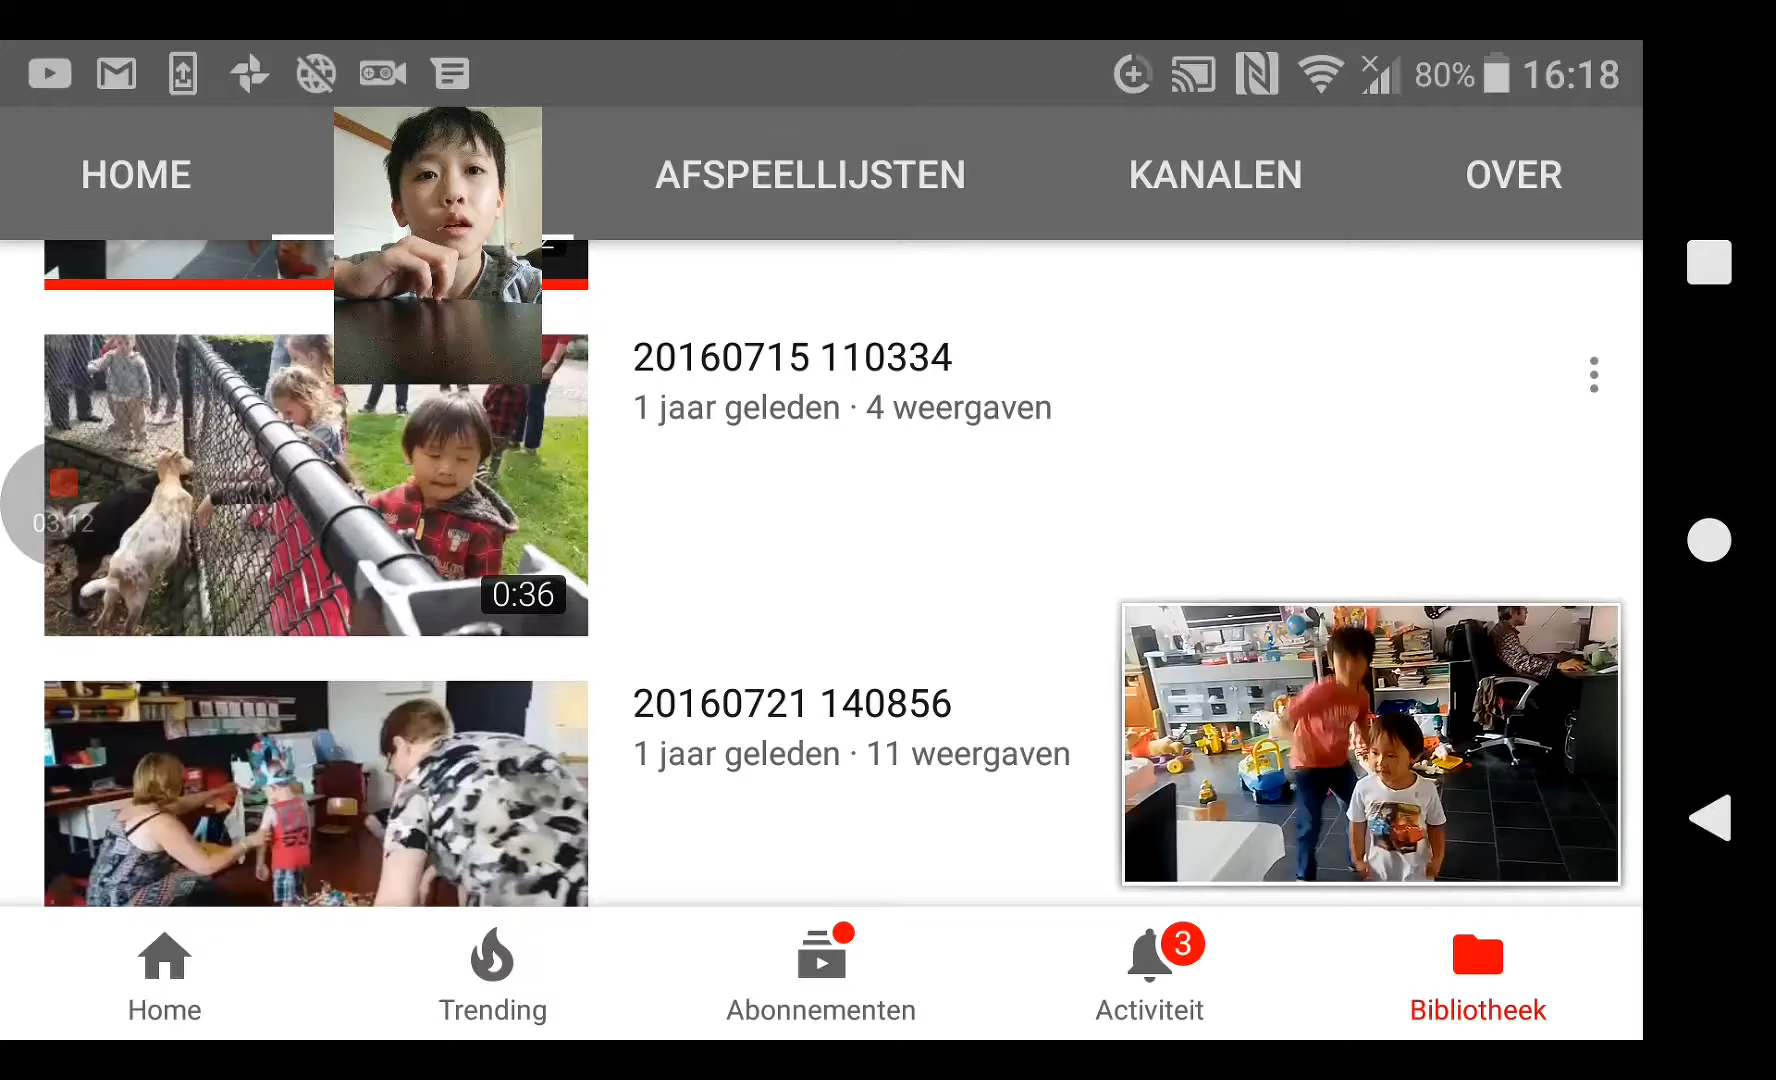 80% 16:18
HOME AFSPEELLIJSTEN KANALEN OVER
20160715 110334
1 jaar geleden · 4 weergaven
03:12
0:36
20160721 140856
1 jaar geleden · 11 weergaven
3
Home Trending Abonnementen Activiteit Bibliotheek